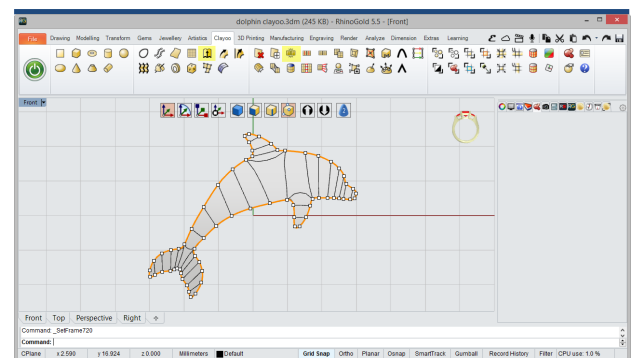 dolphin clayoo.3dm (245 KB) - RhinoGold 5.5 - [Front]
File Drawing Modelling Transform Gems Jewellery Artistics Clayoo 3D Printing Manufacturing Engraving Render Analyze Dimension Extras Learning
Front
Front Top Perspective Right
Command: _SetFrame720
Command:
CPlane x 2.590 y 16.924 z 0.000 Millimeters Default Grid Snap Ortho Planar Osnap SmartTrack Gumball Record History Filter CPU use: 1.0 %